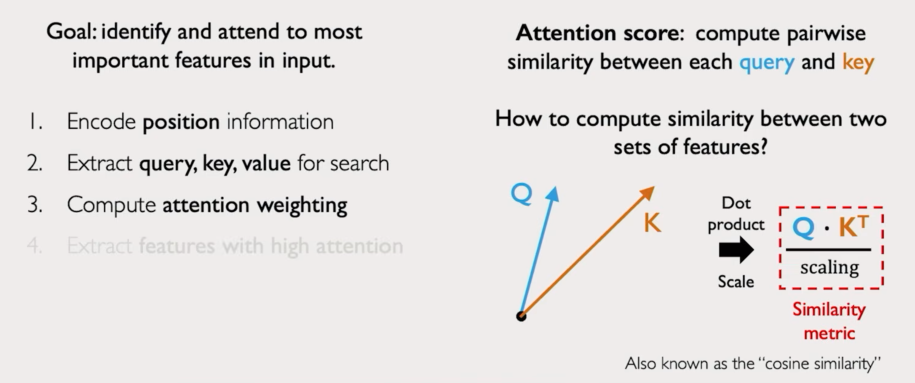 Goal: identify and attend to most
important features in input.
1. Encode position information
2. Extract query, key, value for search
3. Compute attention weighting
4. Extract features with high attention
Attention score: compute pairwise
similarity between each query and key
How to compute similarity between two
sets of features?
Q
K
Dot
product
Scale
Q · Kᵀ
scaling
Similarity
metric
Also known as the “cosine similarity”